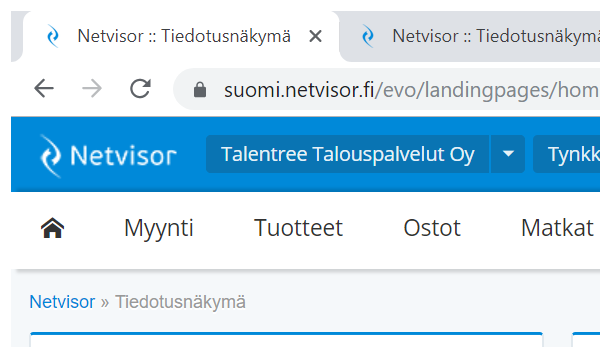 Netvisor :: Tiedotusnäkymä Netvisor :: Tiedotusnäkymä
suomi.netvisor.fi/evo/landingpages/hom
Netvisor Talentree Talouspalvelut Oy Tynkk
Myynti Tuotteet Ostot Matkat
Netvisor » Tiedotusnäkymä